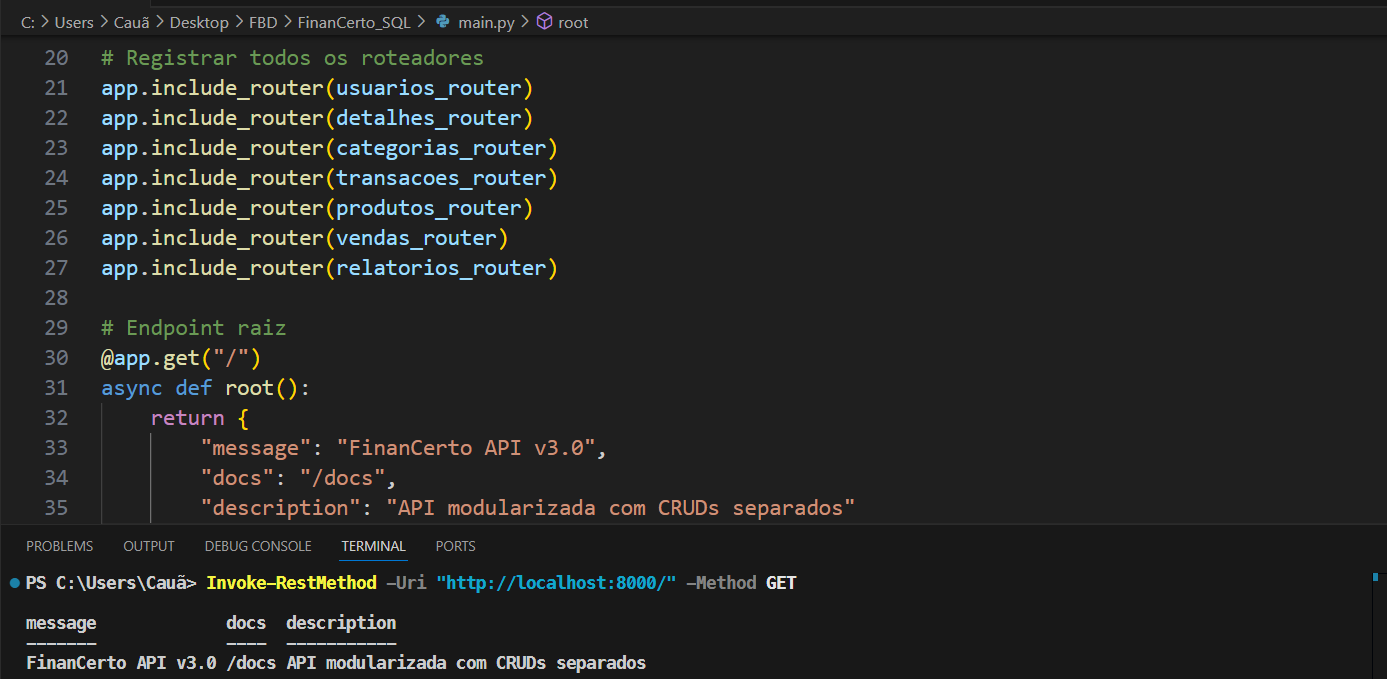 C: > Users > Cauã > Desktop > FBD > FinanCerto_SQL > main.py > root
20 # Registrar todos os roteadores
21 app.include_router(usuarios_router)
22 app.include_router(detalhes_router)
23 app.include_router(categorias_router)
24 app.include_router(transacoes_router)
25 app.include_router(produtos_router)
26 app.include_router(vendas_router)
27 app.include_router(relatorios_router)
28
29 # Endpoint raiz
30 @app.get("/")
31 async def root():
32     return {
33         "message": "FinanCerto API v3.0",
34         "docs": "/docs",
35         "description": "API modularizada com CRUDs separados"
PROBLEMS OUTPUT DEBUG CONSOLE TERMINAL PORTS
PS C:\Users\Cauã> Invoke-RestMethod -Uri "http://localhost:8000/" -Method GET
message             docs  description
-------             ----  -----------
FinanCerto API v3.0 /docs API modularizada com CRUDs separados